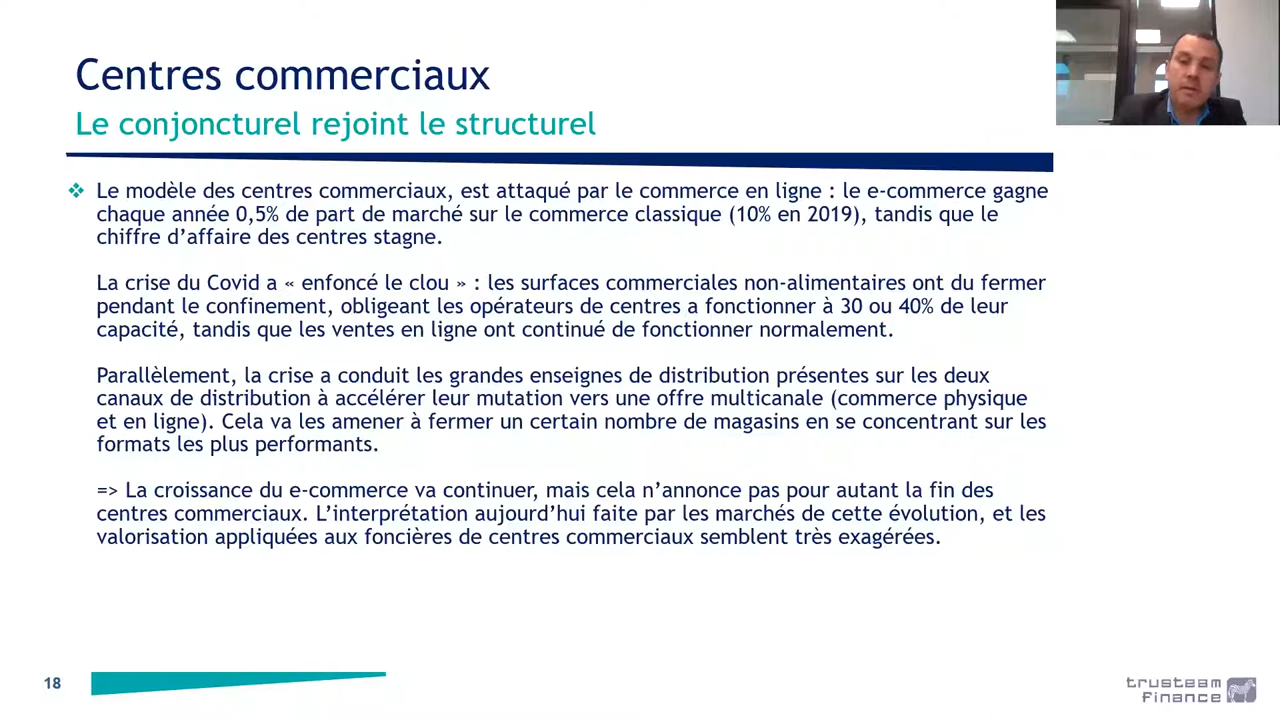 Centres commerciaux
Le conjoncturel rejoint le structurel
❖ Le modèle des centres commerciaux, est attaqué par le commerce en ligne : le e-commerce gagne
chaque année 0,5% de part de marché sur le commerce classique (10% en 2019), tandis que le
chiffre d’affaire des centres stagne.
La crise du Covid a « enfoncé le clou » : les surfaces commerciales non-alimentaires ont du fermer
pendant le confinement, obligeant les opérateurs de centres a fonctionner à 30 ou 40% de leur
capacité, tandis que les ventes en ligne ont continué de fonctionner normalement.
Parallèlement, la crise a conduit les grandes enseignes de distribution présentes sur les deux
canaux de distribution à accélérer leur mutation vers une offre multicanale (commerce physique
et en ligne). Cela va les amener à fermer un certain nombre de magasins en se concentrant sur les
formats les plus performants.
=> La croissance du e-commerce va continuer, mais cela n’annonce pas pour autant la fin des
centres commerciaux. L’interprétation aujourd’hui faite par les marchés de cette évolution, et les
valorisation appliquées aux foncières de centres commerciaux semblent très exagérées.
18
trusteam
finance